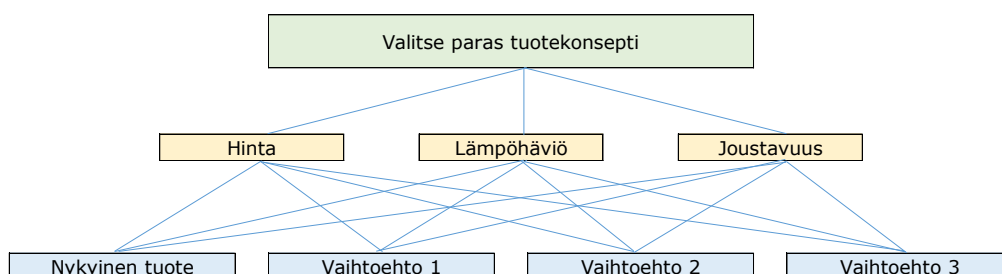 Valitse paras tuotekonsepti
Hinta Lämpöhäviö Joustavuus
Nykyinen tuote Vaihtoehto 1 Vaihtoehto 2 Vaihtoehto 3